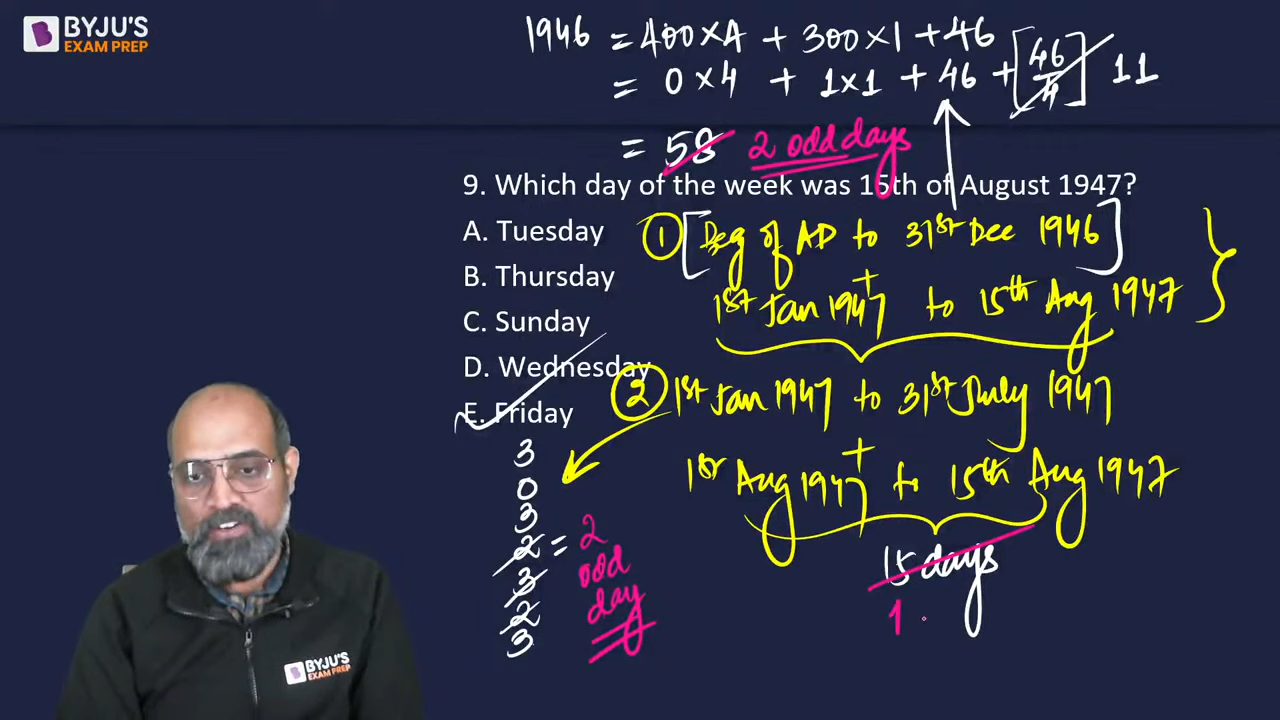 BYJU'S
EXAM PREP
1946 = 400×4 + 300×1 + 46
= 0×4 + 1×1 + 46 + [46/4] 11
= 58 2 odd days
9. Which day of the week was 15th of August 1947?
A. Tuesday
B. Thursday
C. Sunday
D. Wednesday
E. Friday
① [Beg of AD to 31st Dec 1946]
+
1st Jan 1947 to 15th Aug 1947
② 1st Jan 1947 to 31st July 1947
+
1st Aug 1947 to 15th Aug 1947
15 days
1
3
0
3
2
3
2
3
= 2
odd
day
BYJU'S
EXAM PREP